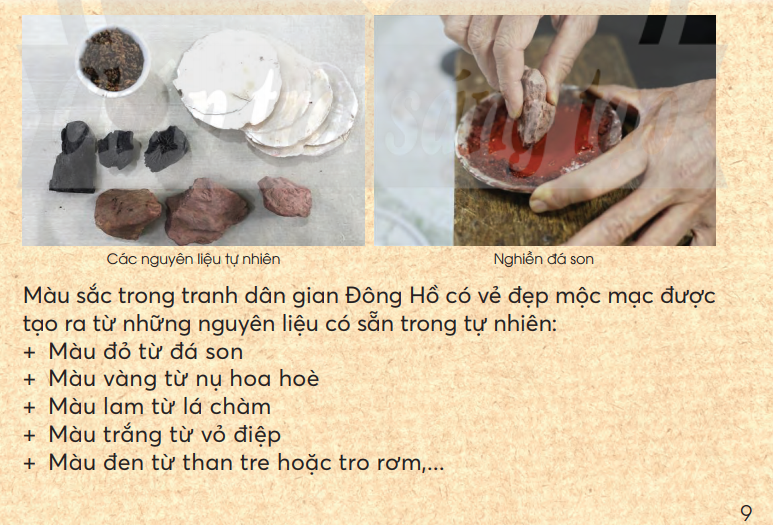 Các nguyên liệu tự nhiên
Nghiền đá son
Màu sắc trong tranh dân gian Đông Hồ có vẻ đẹp mộc mạc được
tạo ra từ những nguyên liệu có sẵn trong tự nhiên:
+ Màu đỏ từ đá son
+ Màu vàng từ nụ hoa hoè
+ Màu lam từ lá chàm
+ Màu trắng từ vỏ điệp
+ Màu đen từ than tre hoặc tro rơm,...
9